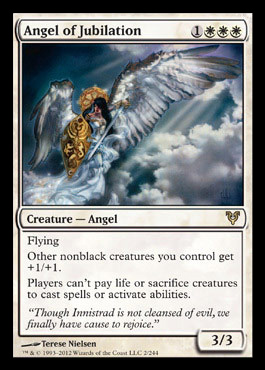 Angel of Jubilation 1
Creature — Angel
Flying
Other nonblack creatures you control get
+1/+1.
Players can't pay life or sacrifice creatures
to cast spells or activate abilities.
"Though Innistrad is not cleansed of evil, we
finally have cause to rejoice."
Terese Nielsen
™ & © 1993–2012 Wizards of the Coast LLC 2/244
3/3